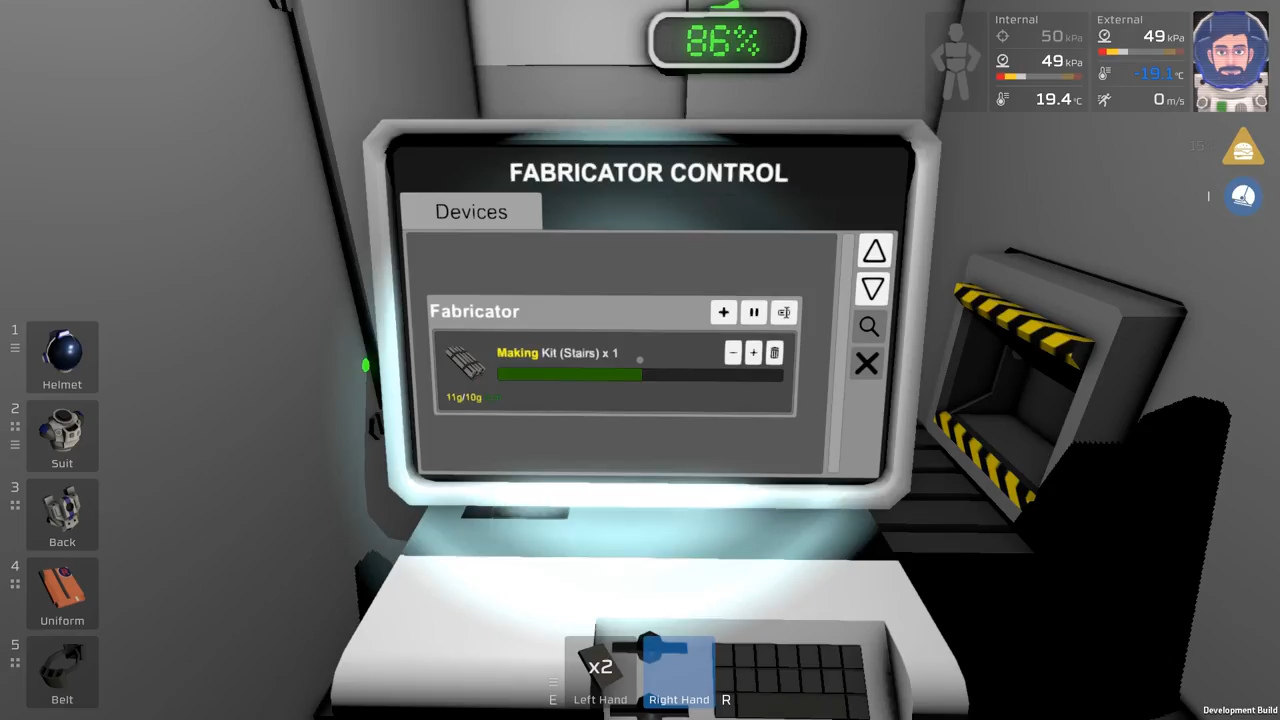 86%
Internal
50 kPa
49 kPa
19.4 °C
External
49 kPa
-19.1 °C
0 m/s
15
FABRICATOR CONTROL
Devices
Fabricator
Making Kit (Stairs) x 1
11g/10g
1
Helmet
2
Suit
3
Back
4
Uniform
5
Belt
x2
E
Left Hand
Right Hand
R
Development Build